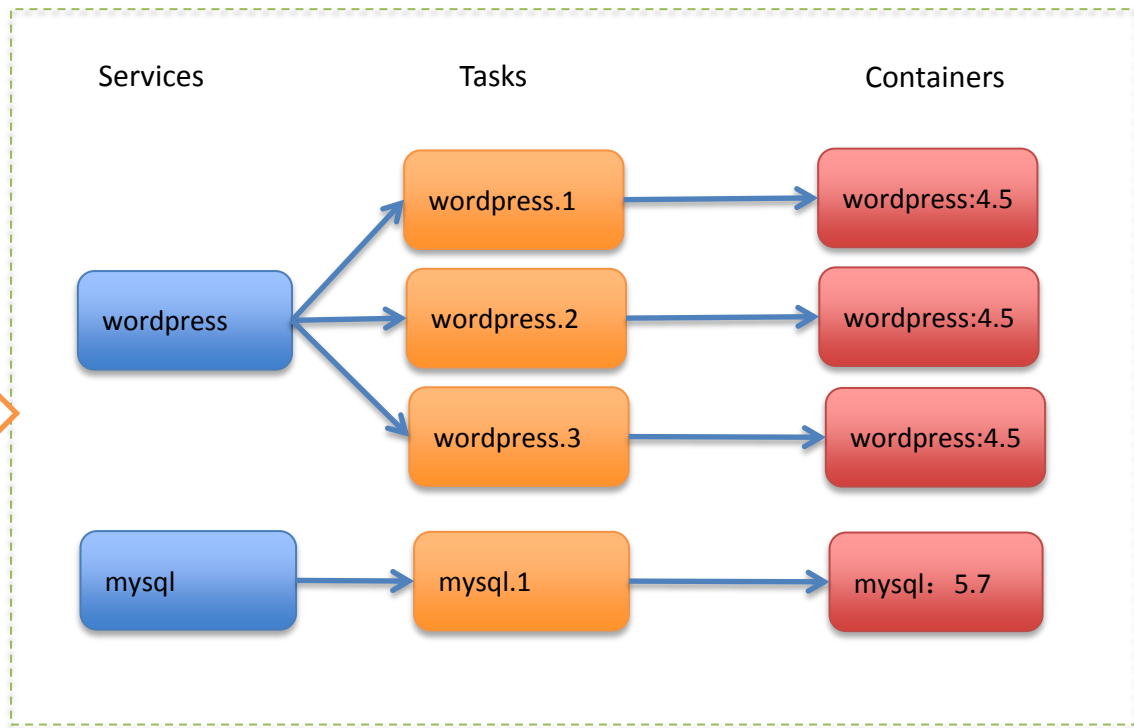 Services Tasks Containers
wordpress.1 wordpress:4.5
wordpress wordpress.2 wordpress:4.5
wordpress.3 wordpress:4.5
mysql mysql.1 mysql：5.7